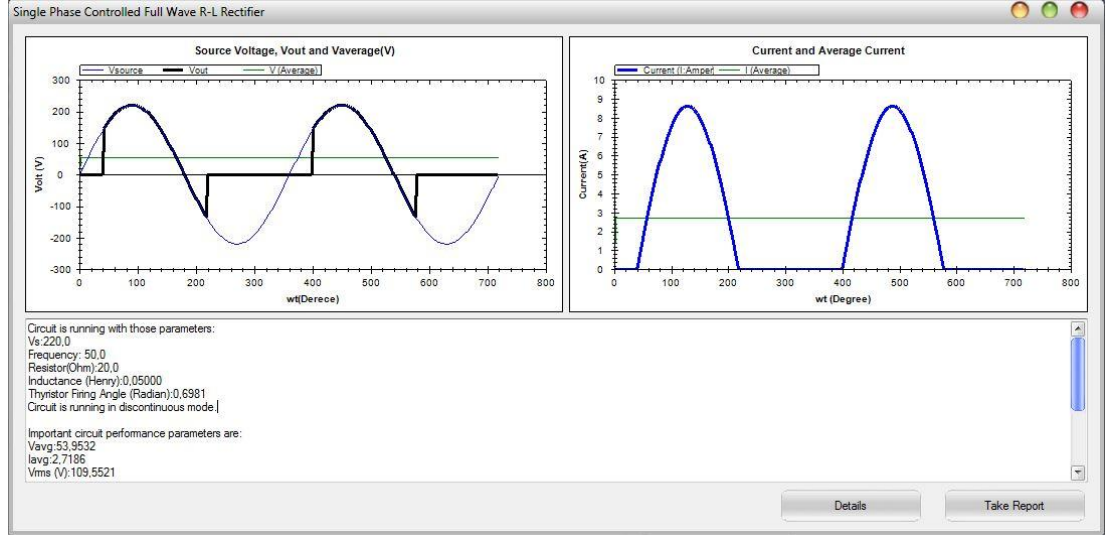 Single Phase Controlled Full Wave R-L Rectifier
Source Voltage, Vout and Vaverage(V)
Vsource Vout V (Average)
300
200
100
0
-100
-200
-300
Volt (V)
0 100 200 300 400 500 600 700 800
wt(Derece)
Current and Average Current
Current (I:Amper) I (Average)
10
9
8
7
6
5
4
3
2
1
0
Current(A)
0 100 200 300 400 500 600 700 800
wt (Degree)
Circuit is running with those parameters:
Vs:220,0
Frequency: 50,0
Resistor(Ohm):20,0
Inductance (Henry):0,05000
Thyristor Firing Angle (Radian):0,6981
Circuit is running in discontinuous mode.
Important circuit performance parameters are:
Vavg:53,9532
Iavg:2,7186
Vrms (V):109,5521
Details
Take Report